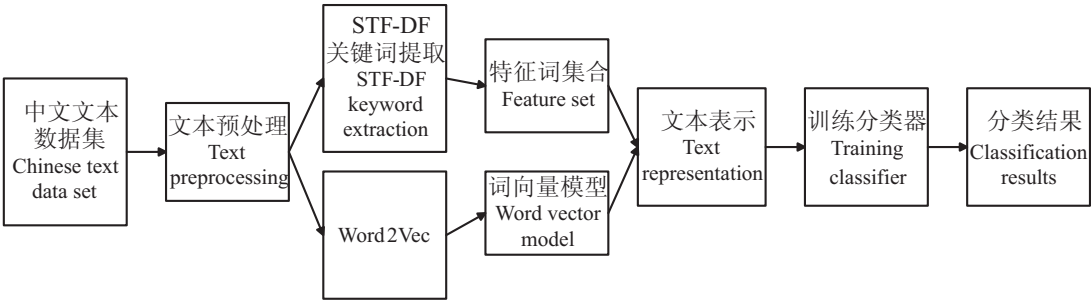 中文文本
数据集
Chinese text
data set
文本预处理
Text
preprocessing
STF-DF
关键词提取
STF-DF
keyword
extraction
特征词集合
Feature set
Word2Vec
词向量模型
Word vector
model
文本表示
Text
representation
训练分类器
Training
classifier
分类结果
Classification
results